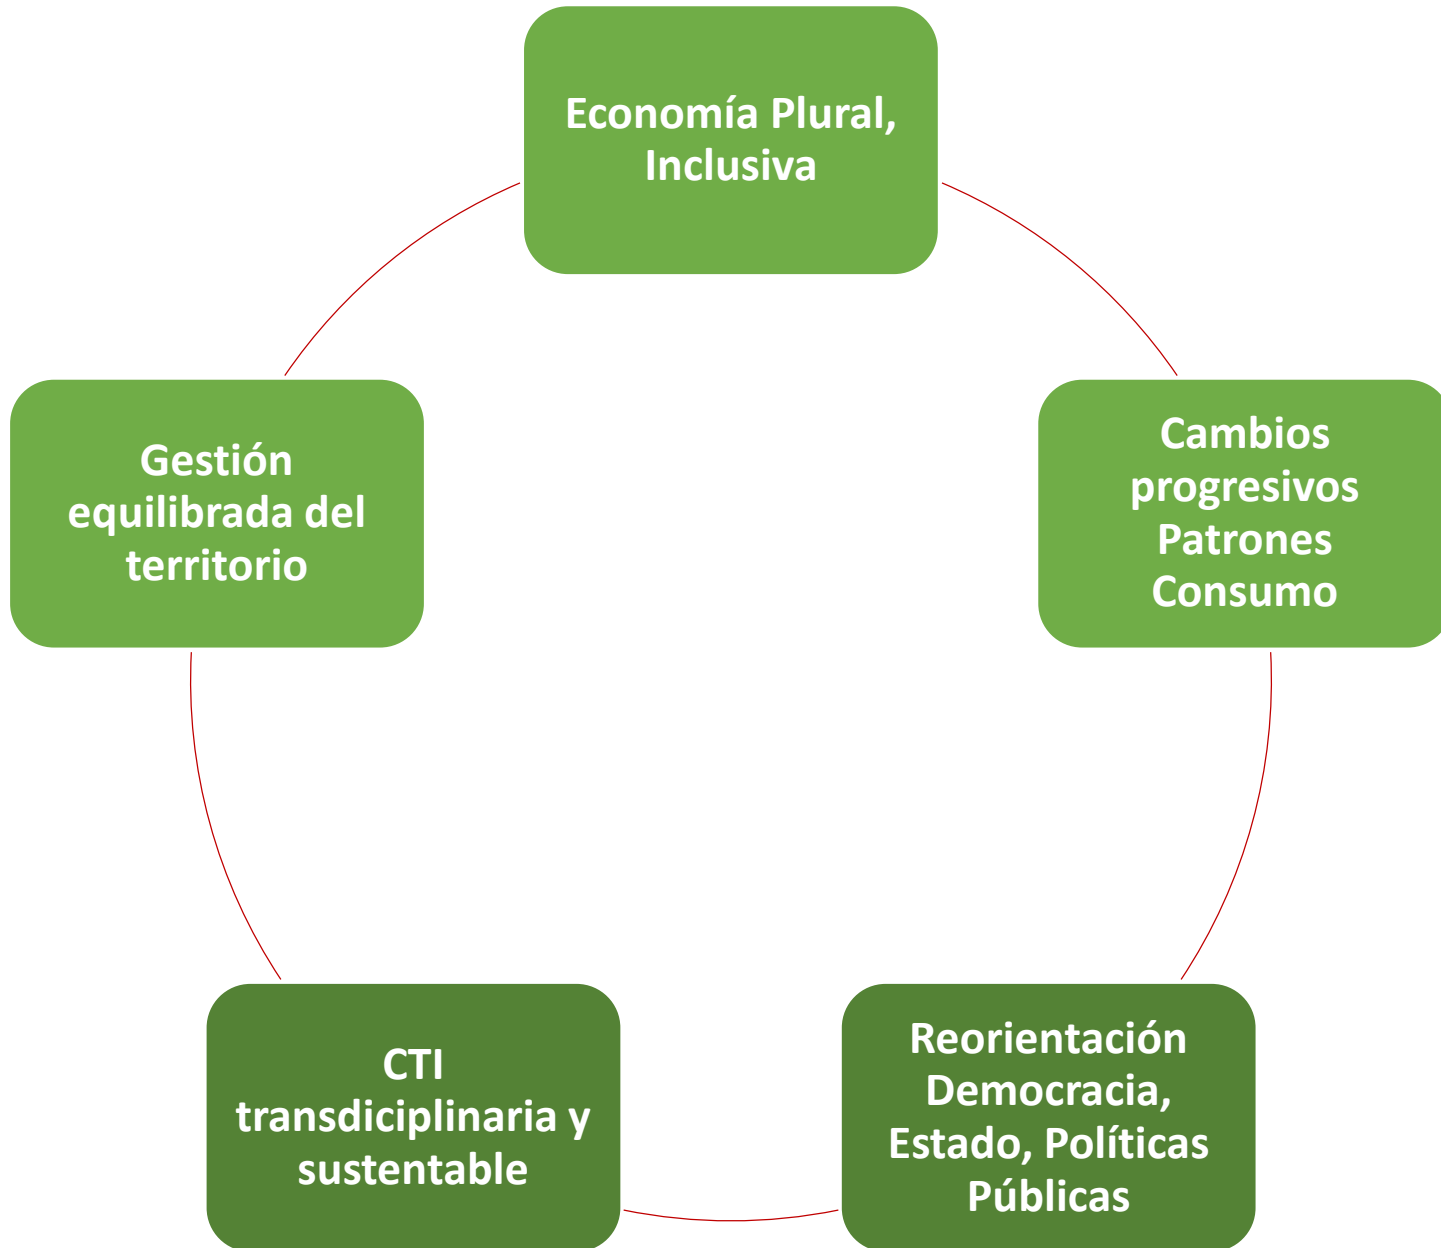 Economía Plural,
Inclusiva
Cambios
progresivos
Patrones
Consumo
Reorientación
Democracia,
Estado, Políticas
Públicas
CTI
transdiciplinaria y
sustentable
Gestión
equilibrada del
territorio